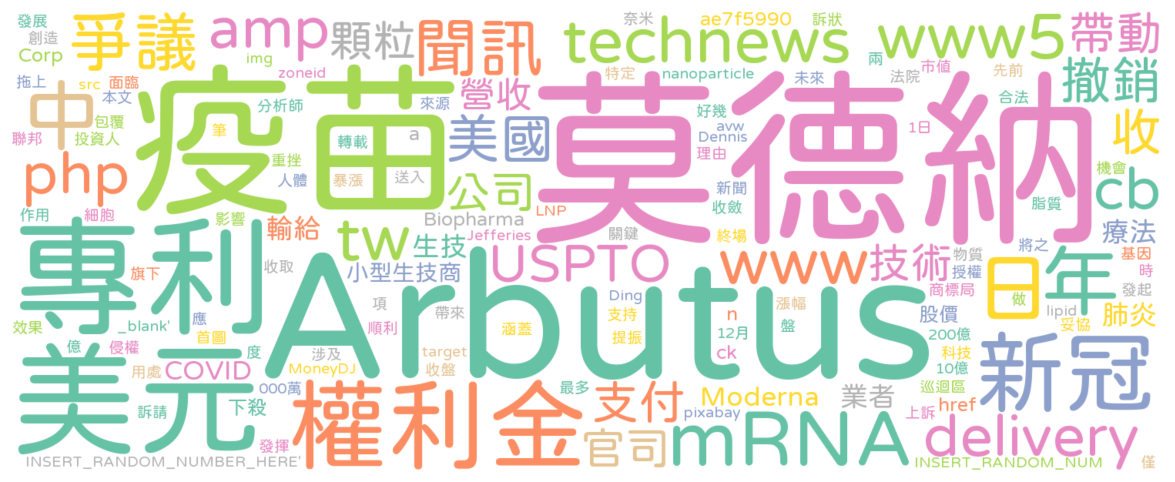 發展
創造
Corp
爭議
amp
img
zoneid
顆粒
聞訊
奈米
ae7f5990
訴狀
technews
特定
nanoparticle
未來
兩
www5
法院
市值
先前
帶動
撤銷
拖上
src
面臨
本文
中
包覆
聯邦
投資人
疫苗
分析師
轉載
a
來源
營收
美國
好幾
avw
Dennis
理由
莫德納
1日
合法
收
機會
cb
php
重挫
人體
暴漲
送入
公司
新聞
收斂
脂質
作用
細胞
影響
輸給
tw
生技
Biopharma
Jefferies
LNP
關鍵
終場
將之
療法
基因
專利
旗下
收取
小型生技商
USPTO
www
技術
物質
授權
時
商標局
發起
日
年
項
順利
帶來
Ding
支持
漲幅
n
12月
盤
股價
做
lipid
肺炎
妥協
Arbutus
效果
_blank'
應
首圖
涵蓋
提振
200億
億
侵權
度
涉及
MoneyDJ
target
收盤
ck
科技
10億
新冠
美元
用處
COVID
000萬
最多
巡迴區
訴請
下殺
權利金
支付
Moderna
pixabay
業者
上訴
href
發揮
官司
mRNA
delivery
INSERT_RANDOM_NUMBER_HERE'
INSERT_RANDOM_NUM
僅
筆